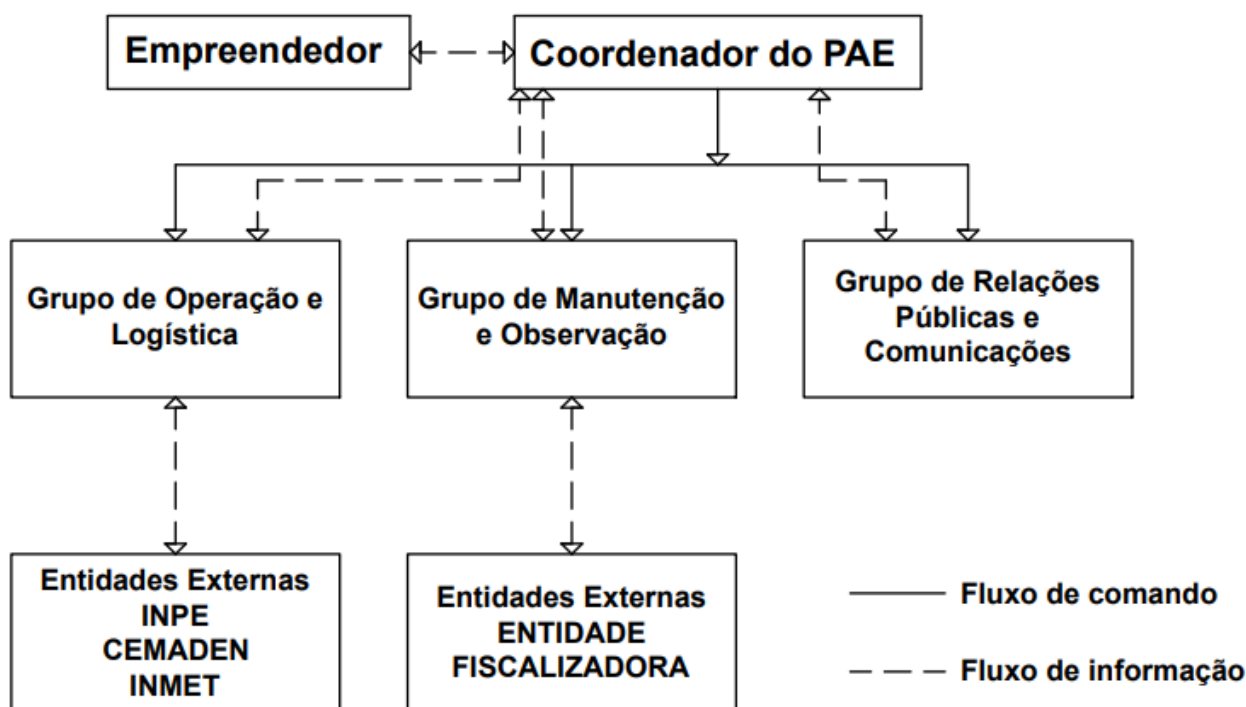 Empreendedor
Coordenador do PAE
Grupo de Operação e
Logística
Grupo de Manutenção
e Observação
Grupo de Relações
Públicas e
Comunicações
Entidades Externas
INPE
CEMADEN
INMET
Entidades Externas
ENTIDADE
FISCALIZADORA
Fluxo de comando
Fluxo de informação